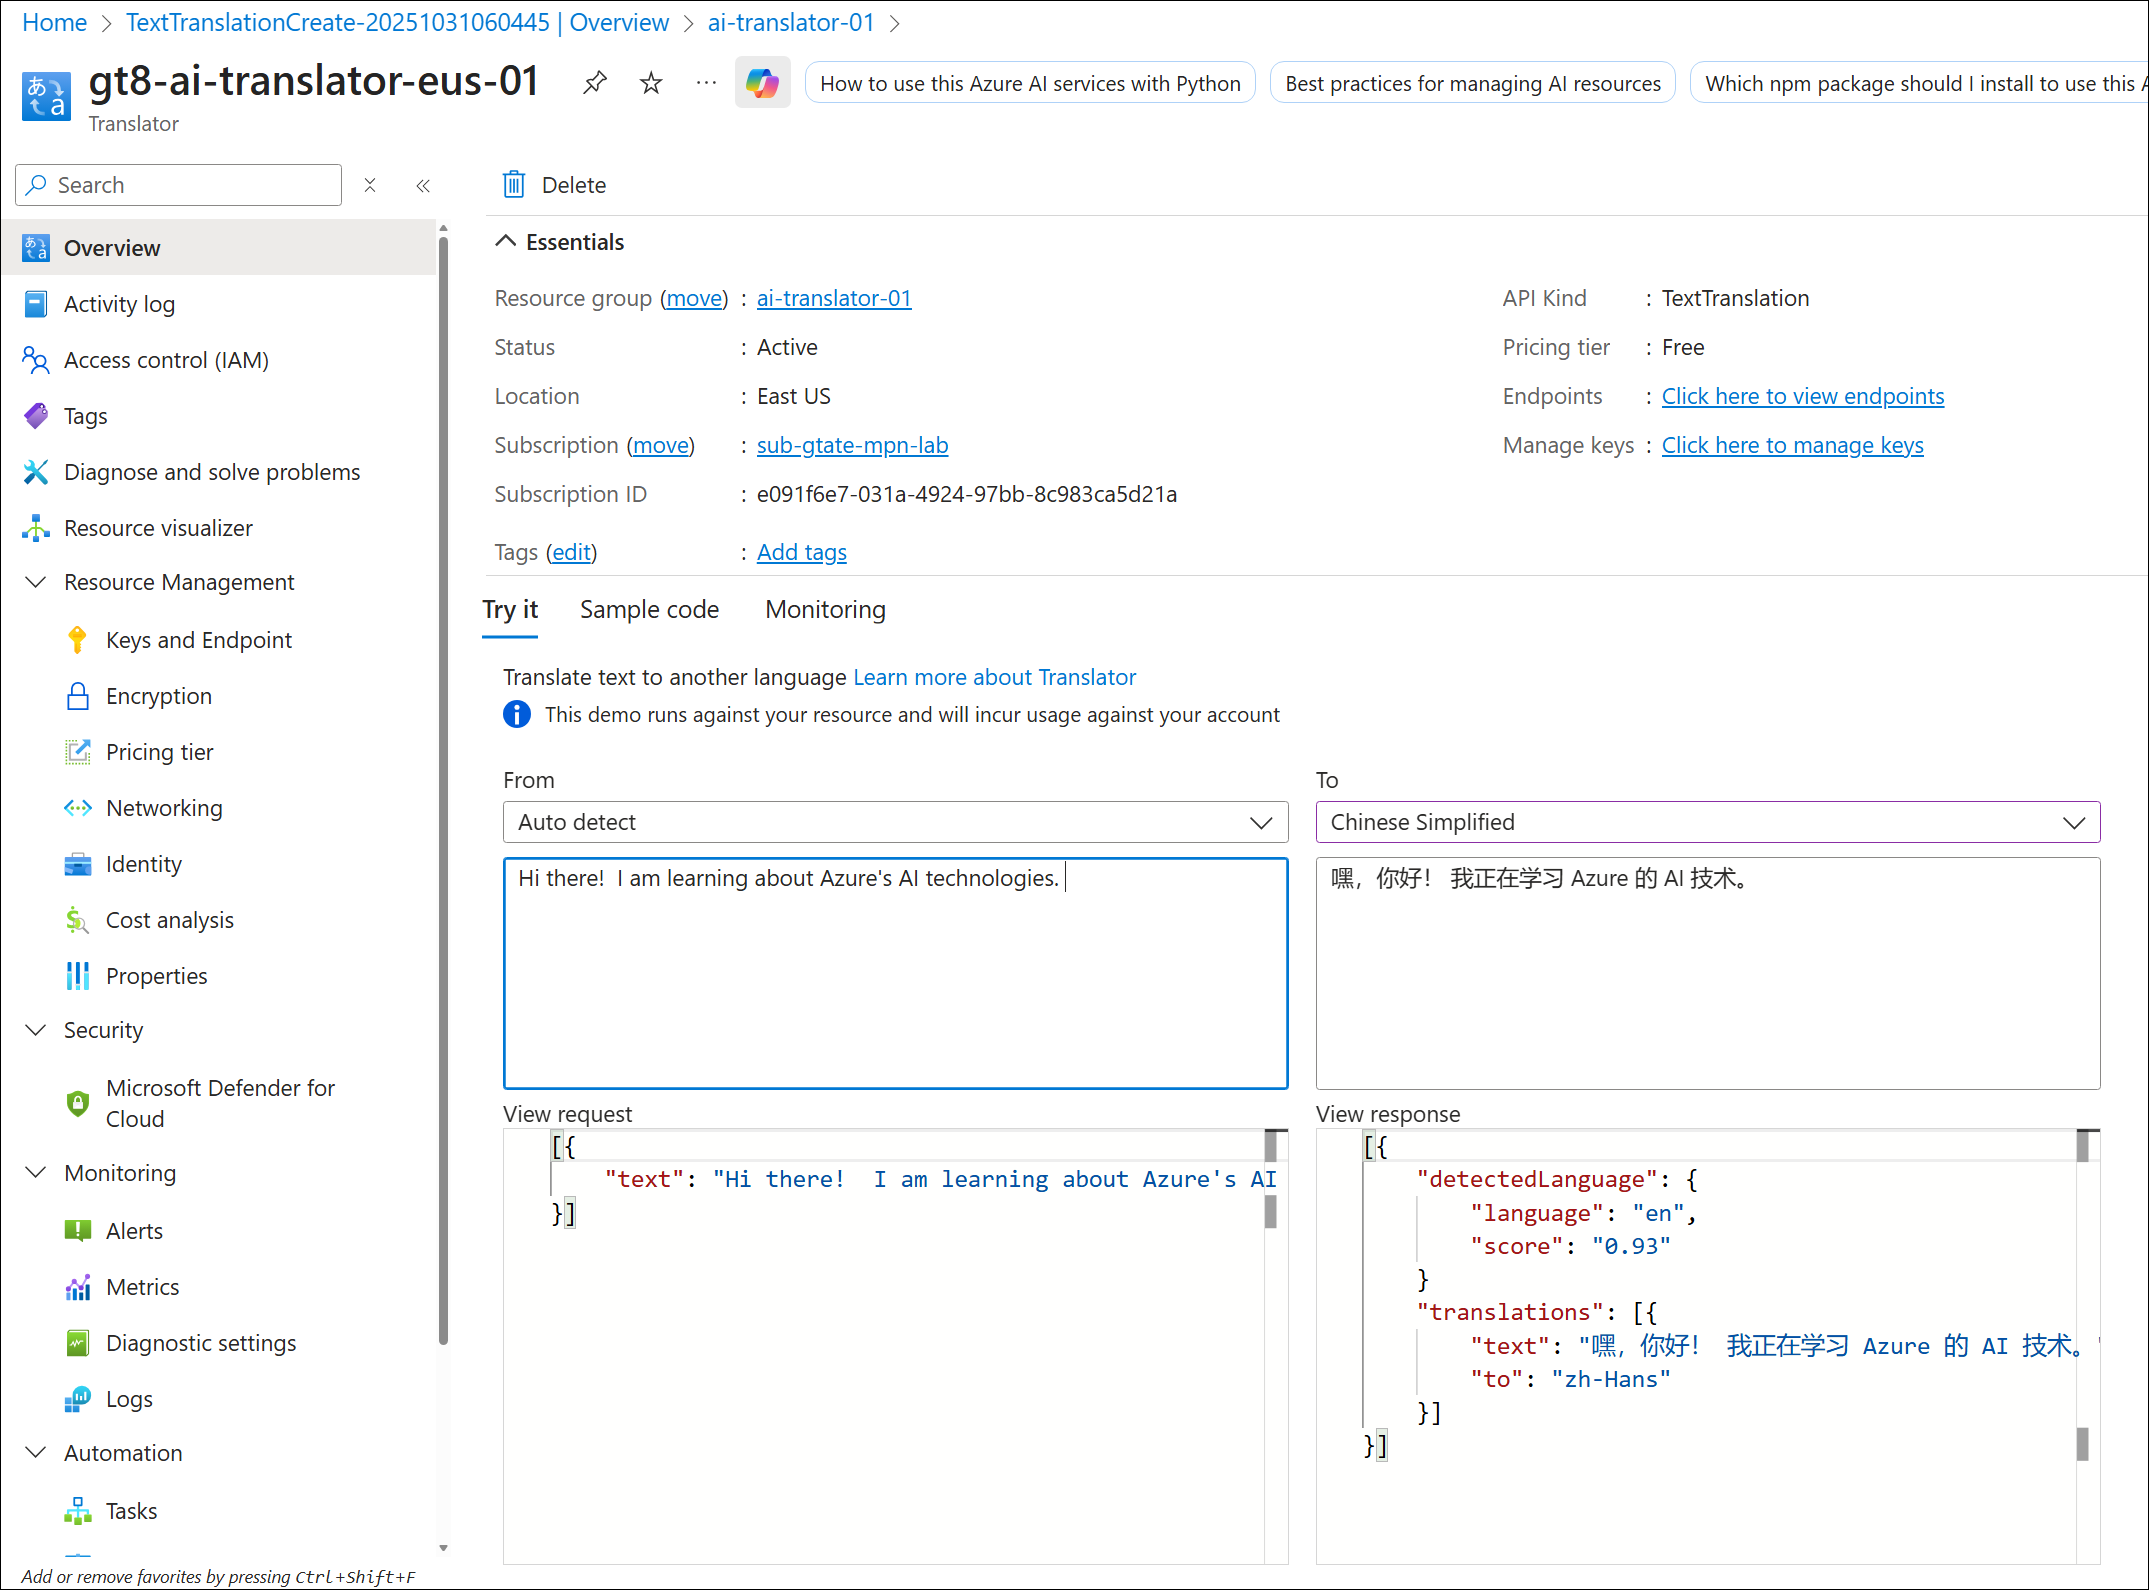 Home > TextTranslationCreate-20251031060445 | Overview > ai-translator-01 >
gt8-ai-translator-eus-01
Translator
How to use this Azure AI services with Python
Best practices for managing AI resources
Which npm package should I install to use this A
Search
Overview
Activity log
Access control (IAM)
Tags
Diagnose and solve problems
Resource visualizer
Resource Management
Keys and Endpoint
Encryption
Pricing tier
Networking
Identity
Cost analysis
Properties
Security
Microsoft Defender for
Cloud
Monitoring
Alerts
Metrics
Diagnostic settings
Logs
Automation
Tasks
Add or remove favorites by pressing Ctrl+Shift+F
Delete
Essentials
Resource group (move) : ai-translator-01
Status : Active
Location : East US
Subscription (move) : sub-gtate-mpn-lab
Subscription ID : e091f6e7-031a-4924-97bb-8c983ca5d21a
Tags (edit) : Add tags
API Kind : TextTranslation
Pricing tier : Free
Endpoints : Click here to view endpoints
Manage keys : Click here to manage keys
Try it Sample code Monitoring
Translate text to another language Learn more about Translator
This demo runs against your resource and will incur usage against your account
From
Auto detect
Hi there!  I am learning about Azure's AI technologies.
To
Chinese Simplified
嘿，你好！ 我正在学习 Azure 的 AI 技术。
View request
[{
"text": "Hi there!  I am learning about Azure's AI
}]
View response
[{
"detectedLanguage": {
"language": "en",
"score": "0.93"
}
"translations": [{
"text": "嘿，你好！ 我正在学习 Azure 的 AI 技术。"
"to": "zh-Hans"
}]
}]